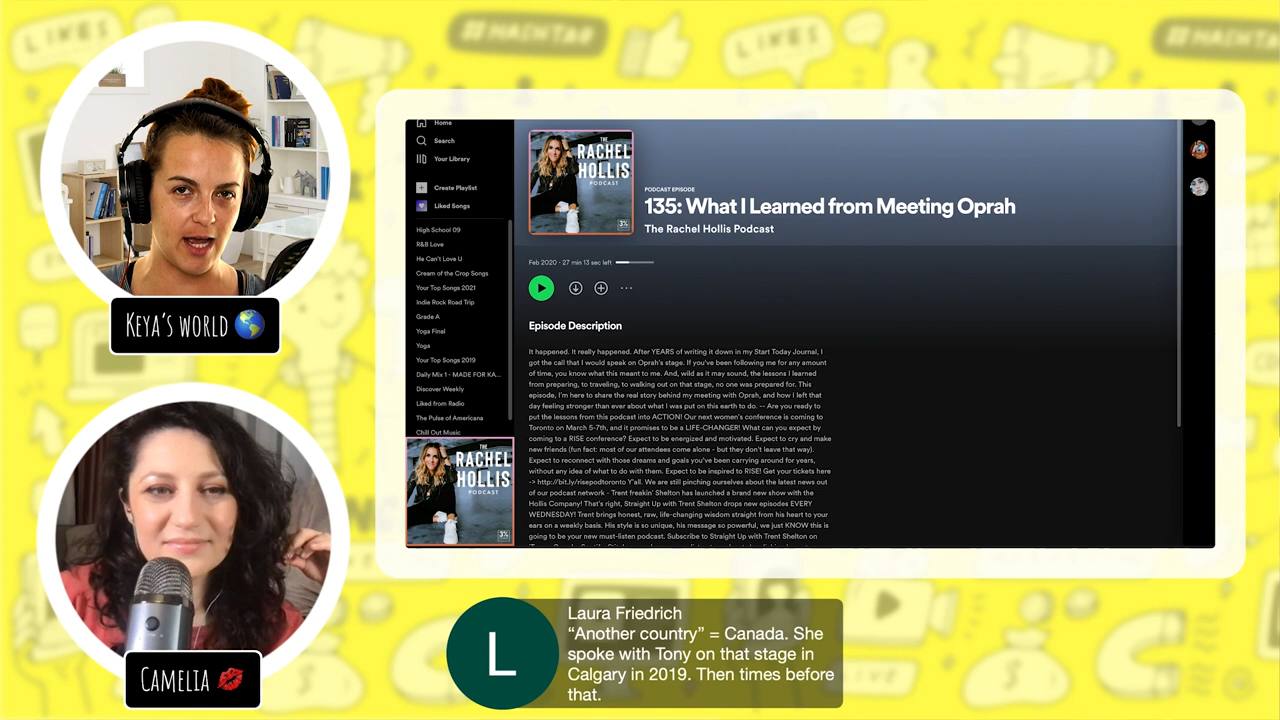 LIKES
#HASHTAG
LIKES
#HASHTAG
KEYA'S WORLD 🌎
CAMELIA 💋
Home
Search
Your Library
Create Playlist
Liked Songs
High School 09
R&B Love
He Can't Love U
Cream of the Crop Songs
Your Top Songs 2021
Indie Rock Road Trip
Grade A
Yoga Final
Yoga
Your Top Songs 2019
Daily Mix 1 - MADE FOR KA...
Discover Weekly
Liked from Radio
The Pulse of Americana
Chill Out Music
THE
RACHEL
HOLLIS
PODCAST
THE
RACHEL
HOLLIS
PODCAST
PODCAST EPISODE
135: What I Learned from Meeting Oprah
The Rachel Hollis Podcast
Feb 2020 · 27 min 13 sec left
Episode Description
It happened. It really happened. After YEARS of writing it down in my Start Today Journal, I
got the call that I would speak on Oprah's stage. If you've been following me for any amount
of time, you know what this meant to me. And, wild as it may sound, the lessons I learned
from preparing, to traveling, to walking out on that stage, no one was prepared for. This
episode, I'm here to share the real story behind my meeting with Oprah, and how I left that
day feeling stronger than ever about what I was put on this earth to do. -- Are you ready to
put the lessons from this podcast into ACTION! Our next women's conference is coming to
Toronto on March 5-7th, and it promises to be a LIFE-CHANGER! What can you expect by
coming to a RISE conference? Expect to be energized and motivated. Expect to cry and make
new friends (fun fact: most of our attendees come alone - but they don't leave that way).
Expect to reconnect with those dreams and goals you've been carrying around for years,
without any idea of what to do with them. Expect to be inspired to RISE! Get your tickets here
-> http://bit.ly/risepodtoronto Y'all. We are still pinching ourselves about the latest news out
of our podcast network - Trent freakin' Shelton has launched a brand new show with the
Hollis Company! That's right, Straight Up with Trent Shelton drops new episodes EVERY
WEDNESDAY! Trent brings honest, raw, life-changing wisdom straight from his heart to your
ears on a weekly basis. His style is so unique, his message so powerful, we just KNOW this is
going to be your new must-listen podcast. Subscribe to Straight Up with Trent Shelton on
L
Laura Friedrich
“Another country” = Canada. She
spoke with Tony on that stage in
Calgary in 2019. Then times before
that.